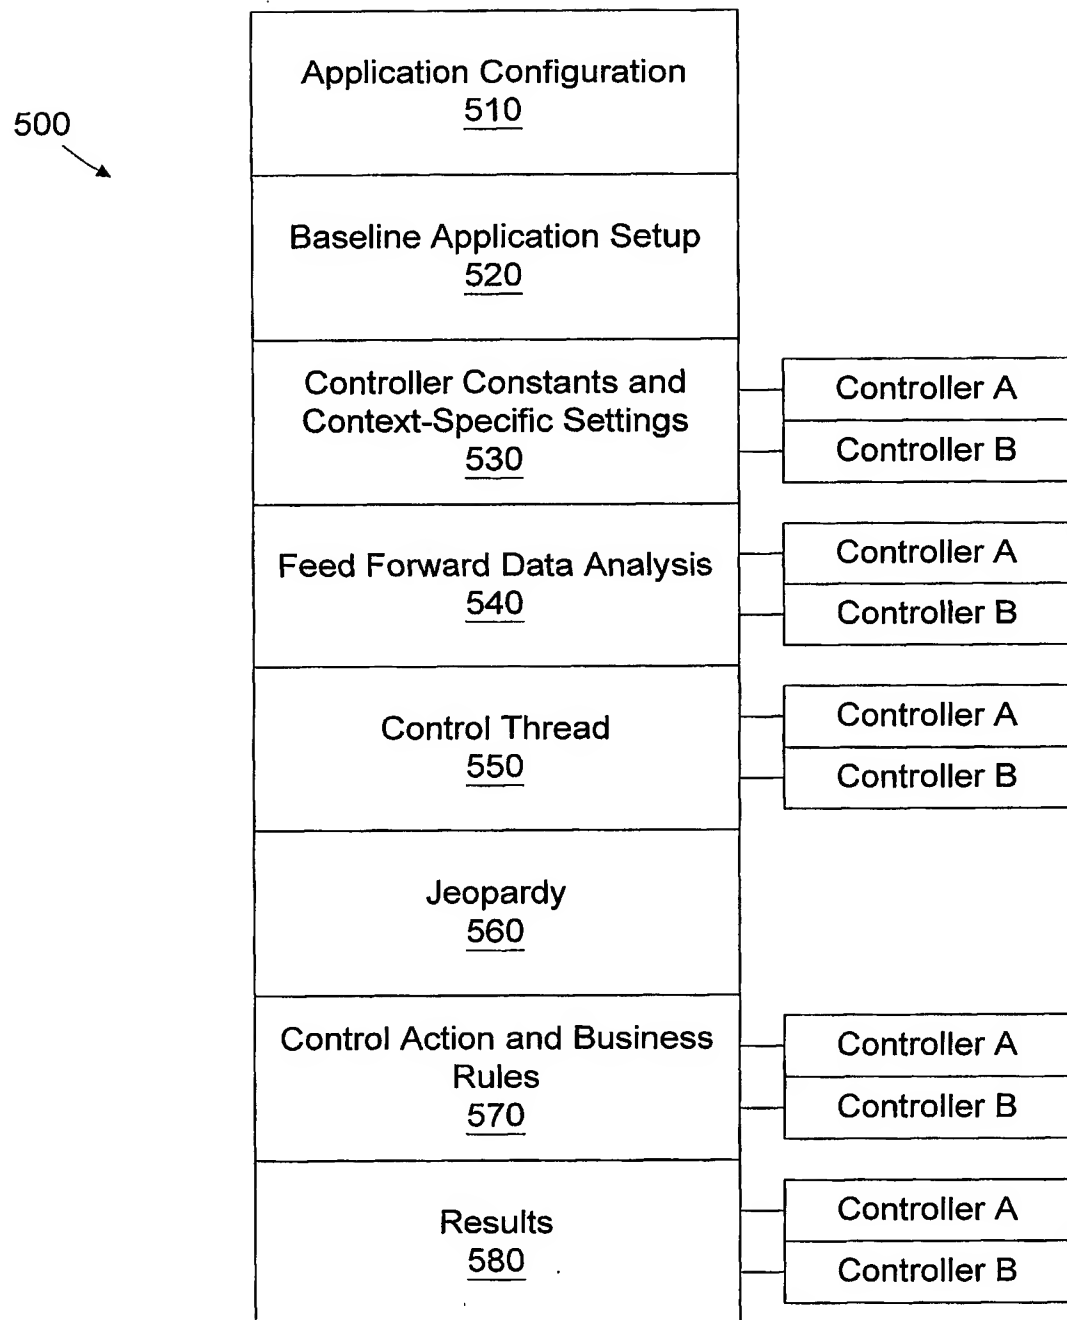 Application Configuration
510
500
Baseline Application Setup
520
Controller Constants and
Context-Specific Settings
530
Controller A
Controller B
Feed Forward Data Analysis
540
Controller A
Controller B
Control Thread
550
Controller A
Controller B
Jeopardy
560
Control Action and Business
Rules
570
Controller A
Controller B
Results
580
Controller A
Controller B